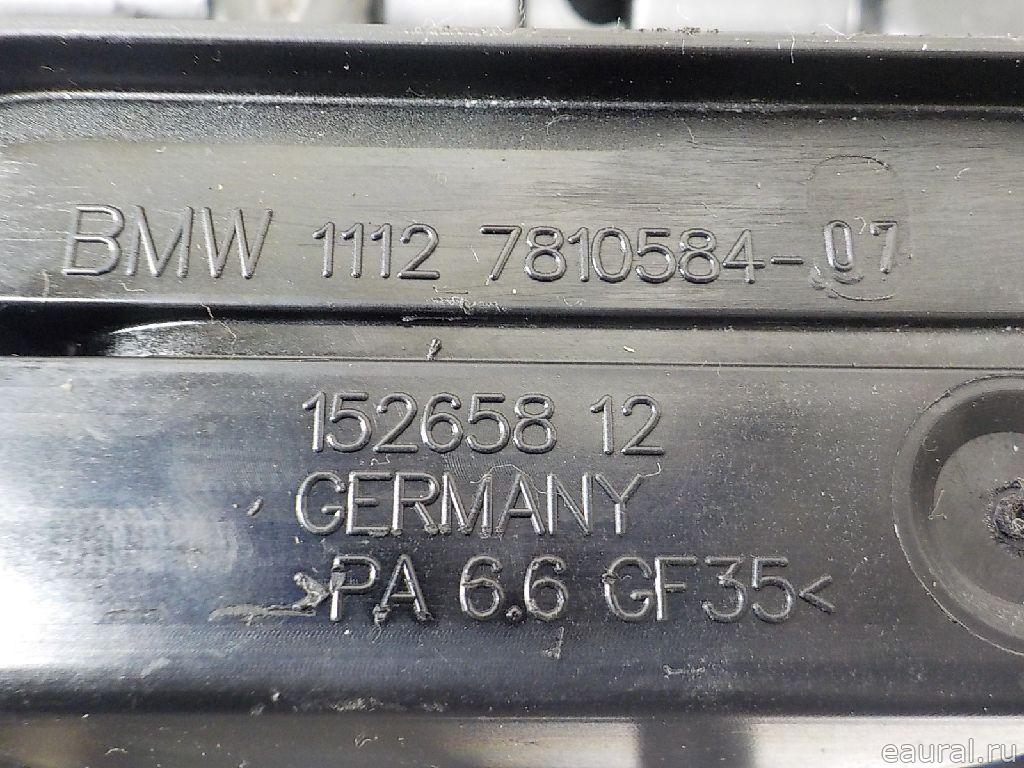 BMW 1112 7810584-07
152658 12
GERMANY
>PA 6.6 GF35<
eaural.ru